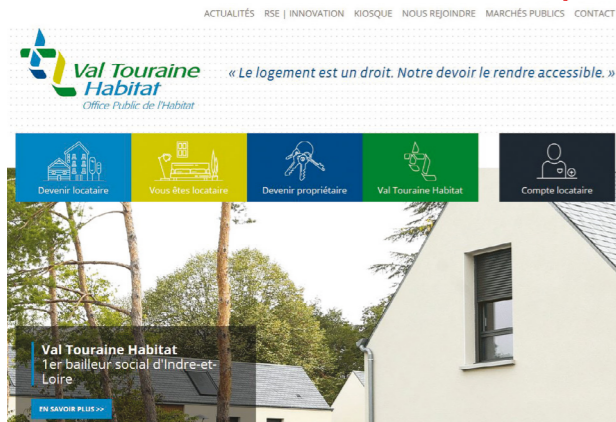 ACTUALITÉS RSE | INNOVATION KIOSQUE NOUS REJOINDRE MARCHÉS PUBLICS CONTACT
Val Touraine
Habitat
Office Public de l'Habitat
« Le logement est un droit. Notre devoir le rendre accessible. »
Devenir locataire
Vous êtes locataire
Devenir propriétaire
Val Touraine Habitat
Compte locataire
Val Touraine Habitat
1er bailleur social d'Indre-et-
Loire
EN SAVOIR PLUS >>